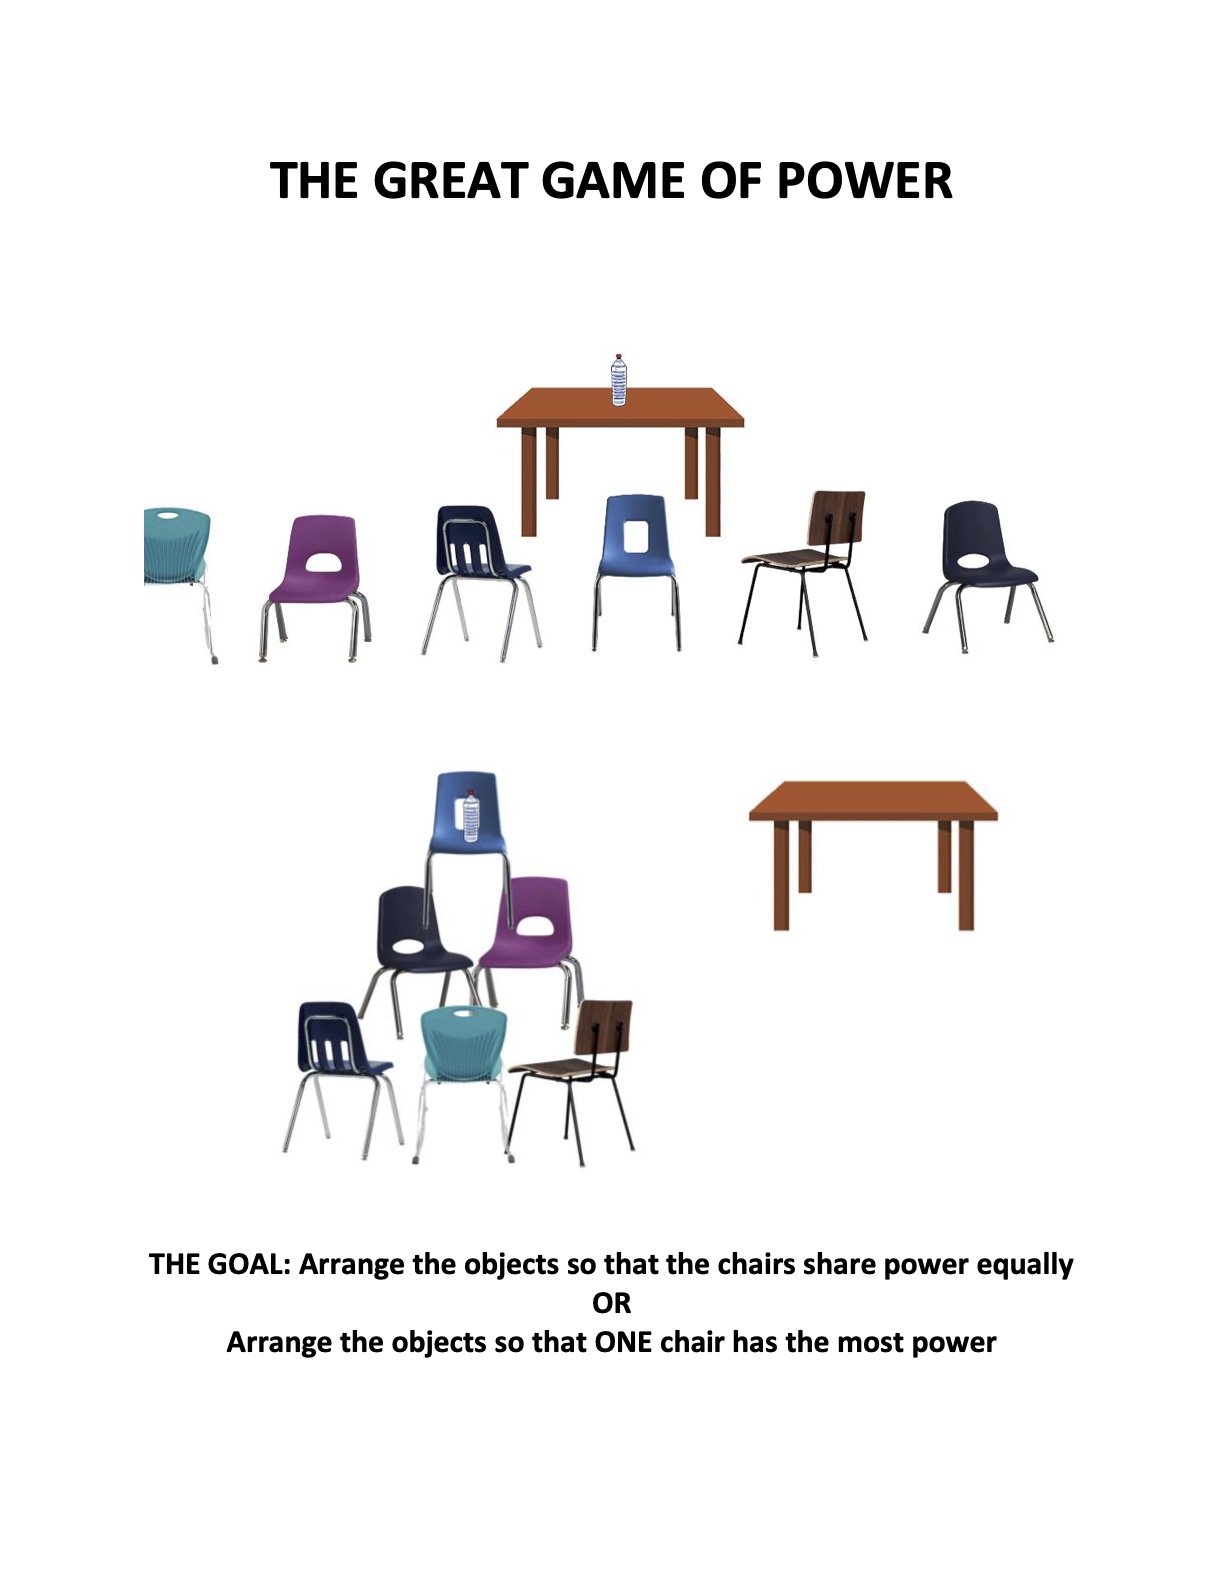 THE GREAT GAME OF POWER
THE GOAL: Arrange the objects so that the chairs share power equally
OR
Arrange the objects so that ONE chair has the most power